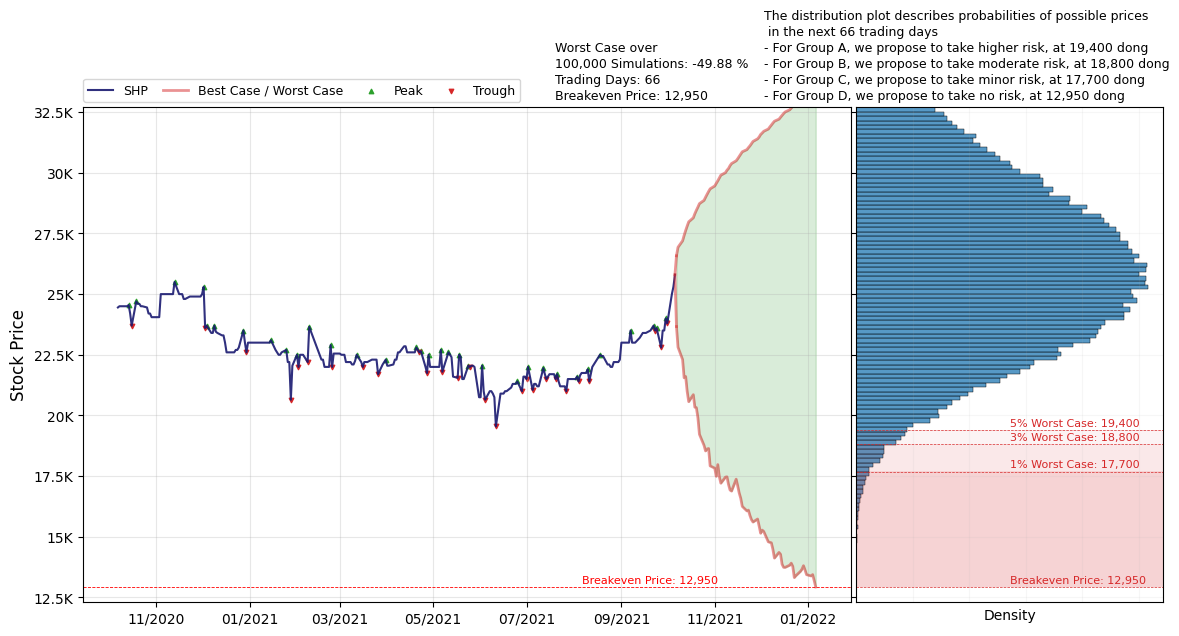 The distribution plot describes probabilities of possible prices
in the next 66 trading days
- For Group A, we propose to take higher risk, at 19,400 dong
- For Group B, we propose to take moderate risk, at 18,800 dong
- For Group C, we propose to take minor risk, at 17,700 dong
- For Group D, we propose to take no risk, at 12,950 dong
Worst Case over
100,000 Simulations: -49.88 %
Trading Days: 66
Breakeven Price: 12,950
SHP
Best Case / Worst Case
Peak
Trough
Stock Price
32.5K
30K
27.5K
25K
22.5K
20K
17.5K
15K
12.5K
Breakeven Price: 12,950
11/2020
01/2021
03/2021
05/2021
07/2021
09/2021
11/2021
01/2022
5% Worst Case: 19,400
3% Worst Case: 18,800
1% Worst Case: 17,700
Breakeven Price: 12,950
Density